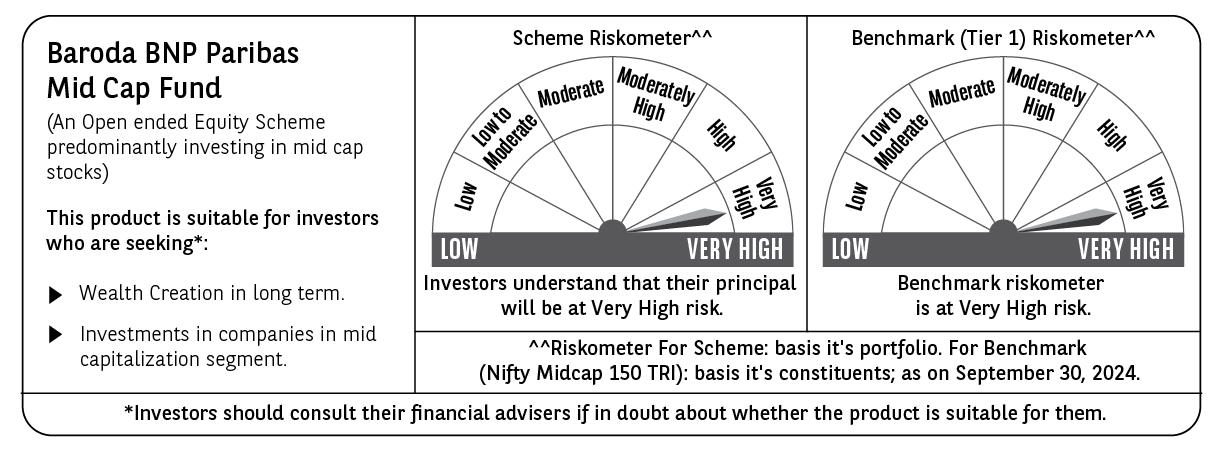 Baroda BNP Paribas
Mid Cap Fund
(An Open ended Equity Scheme
predominantly investing in mid cap
stocks)
This product is suitable for investors
who are seeking*:
Wealth Creation in long term.
Investments in companies in mid
capitalization segment.
Scheme Riskometer^^
Low
Low to
Moderate
Moderate
Moderately
High
High
Very
High
LOW
VERY HIGH
Investors understand that their principal
will be at Very High risk.
Benchmark (Tier 1) Riskometer^^
Low
Low to
Moderate
Moderate
Moderately
High
High
Very
High
LOW
VERY HIGH
Benchmark riskometer
is at Very High risk.
^^Riskometer For Scheme: basis it's portfolio. For Benchmark
(Nifty Midcap 150 TRI): basis it's constituents; as on September 30, 2024.
*Investors should consult their financial advisers if in doubt about whether the product is suitable for them.